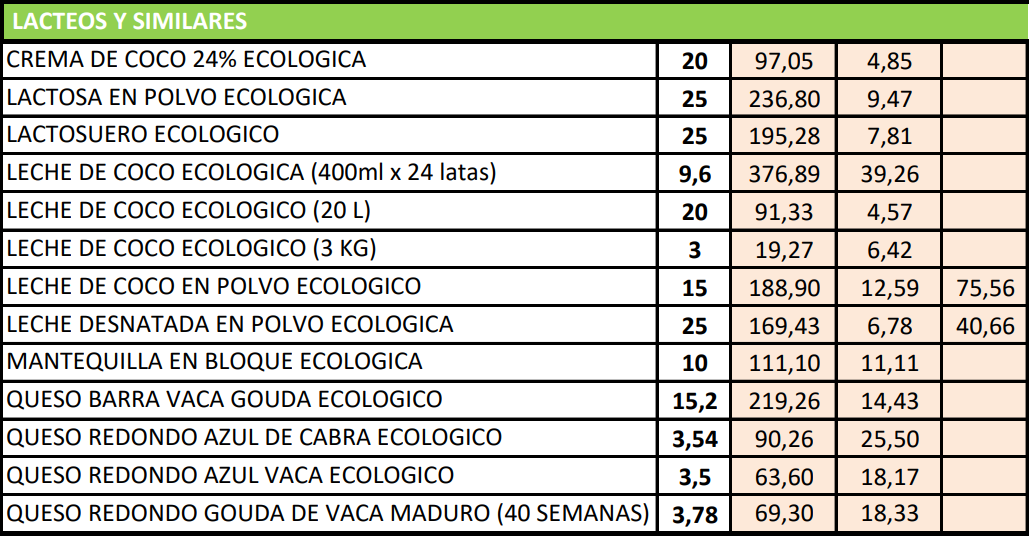 LACTEOS Y SIMILARES
CREMA DE COCO 24% ECOLOGICA 20 97,05 4,85
LACTOSA EN POLVO ECOLOGICA 25 236,80 9,47
LACTOSUERO ECOLOGICO 25 195,28 7,81
LECHE DE COCO ECOLOGICA (400ml x 24 latas) 9,6 376,89 39,26
LECHE DE COCO ECOLOGICO (20 L) 20 91,33 4,57
LECHE DE COCO ECOLOGICO (3 KG) 3 19,27 6,42
LECHE DE COCO EN POLVO ECOLOGICO 15 188,90 12,59 75,56
LECHE DESNATADA EN POLVO ECOLOGICA 25 169,43 6,78 40,66
MANTEQUILLA EN BLOQUE ECOLOGICA 10 111,10 11,11
QUESO BARRA VACA GOUDA ECOLOGICO 15,2 219,26 14,43
QUESO REDONDO AZUL DE CABRA ECOLOGICO 3,54 90,26 25,50
QUESO REDONDO AZUL VACA ECOLOGICO 3,5 63,60 18,17
QUESO REDONDO GOUDA DE VACA MADURO (40 SEMANAS) 3,78 69,30 18,33